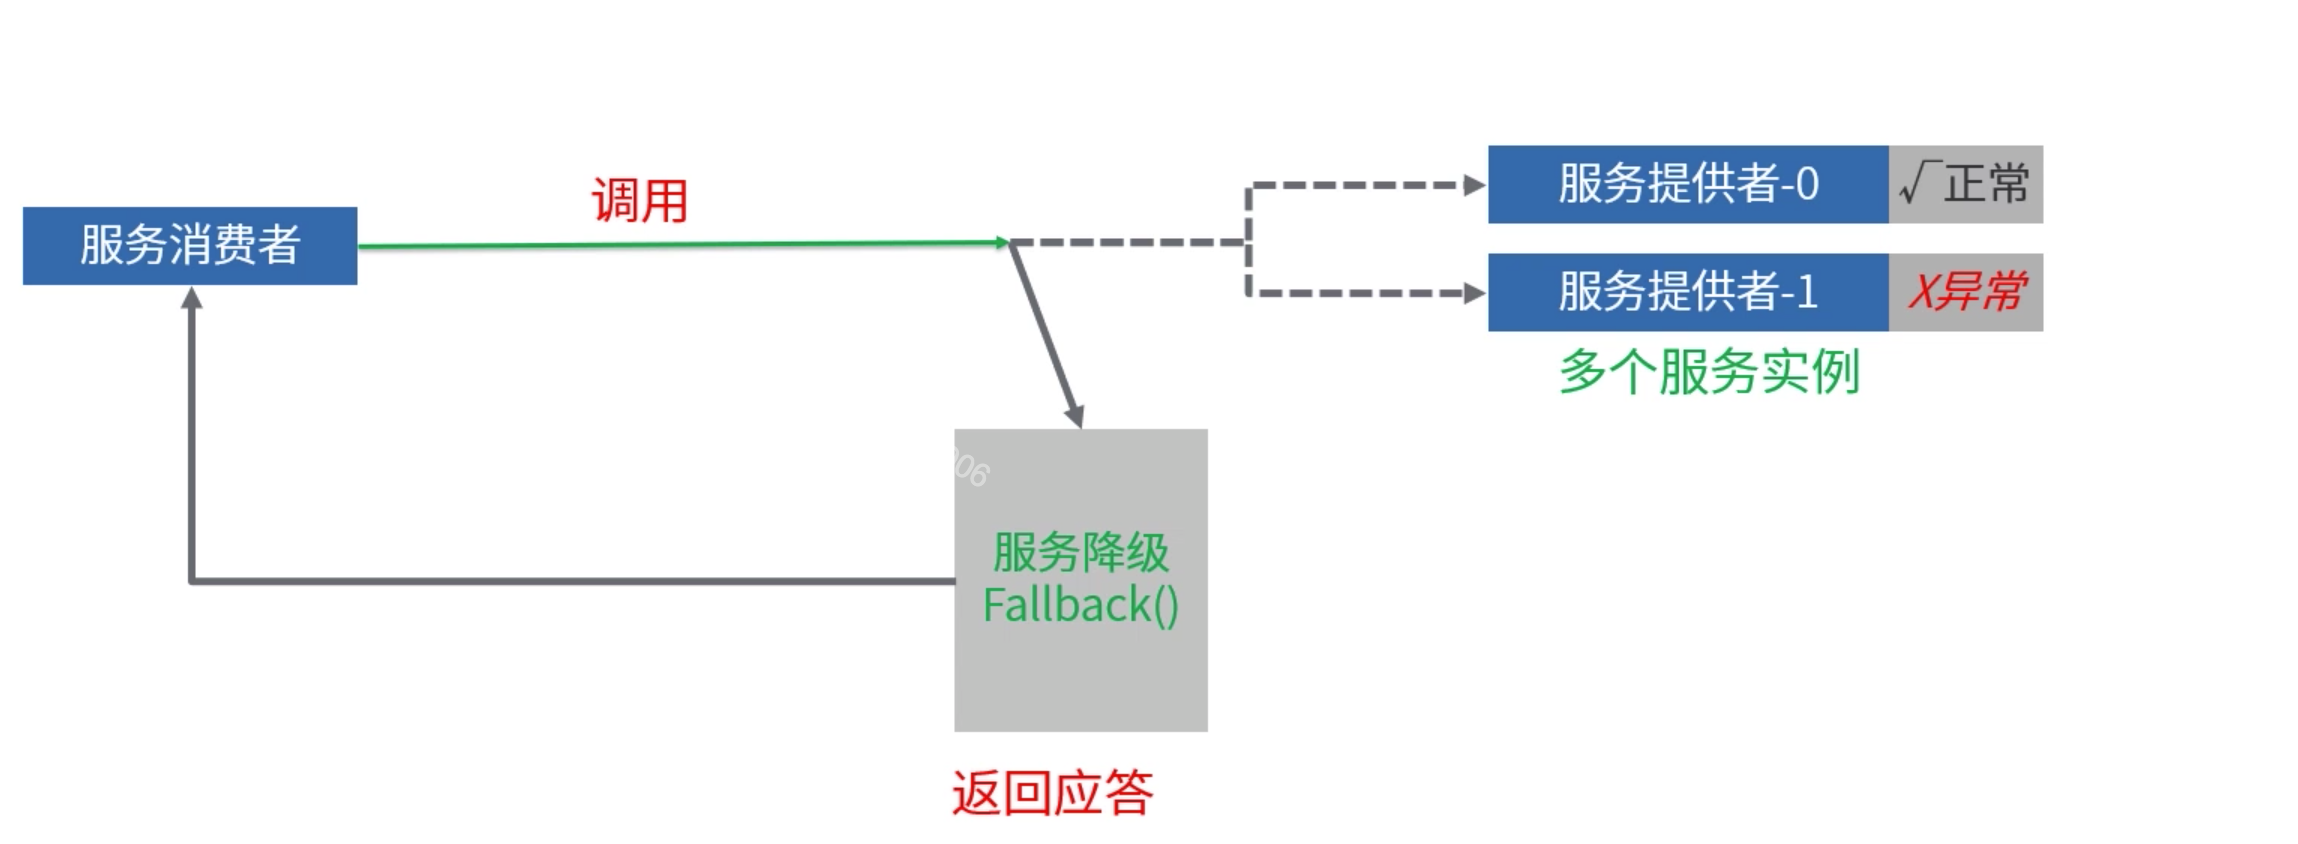 调用
服务消费者
服务提供者-0
√正常
服务提供者-1
X异常
多个服务实例
服务降级
Fallback()
返回应答